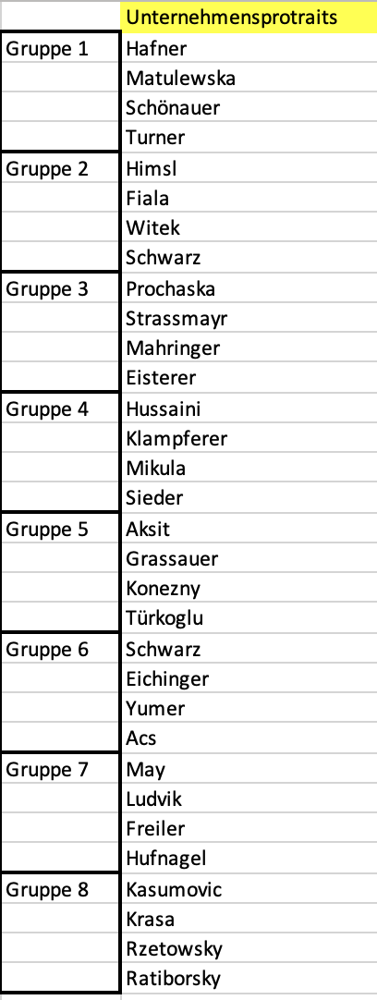 Unternehmensprotraits
Gruppe 1 Hafner
Matulewska
Schönauer
Turner
Gruppe 2 Himsl
Fiala
Witek
Schwarz
Gruppe 3 Prochaska
Strassmayr
Mahringer
Eisterer
Gruppe 4 Hussaini
Klampferer
Mikula
Sieder
Gruppe 5 Aksit
Grassauer
Konezny
Türkoglu
Gruppe 6 Schwarz
Eichinger
Yumer
Acs
Gruppe 7 May
Ludvik
Freiler
Hufnagel
Gruppe 8 Kasumovic
Krasa
Rzetowsky
Ratiborsky